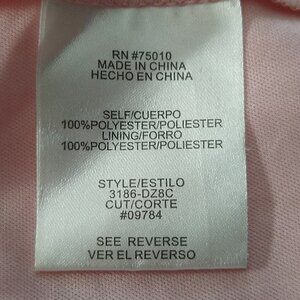 RN #75010
MADE IN CHINA
HECHO EN CHINA
SELF/CUERPO
100%POLYESTER/POLIESTER
LINING/FORRO
100%POLYESTER/POLIESTER
STYLE/ESTILO
3186-DZ8C
CUT/CORTE
#09784
SEE REVERSE
VER EL REVERSO